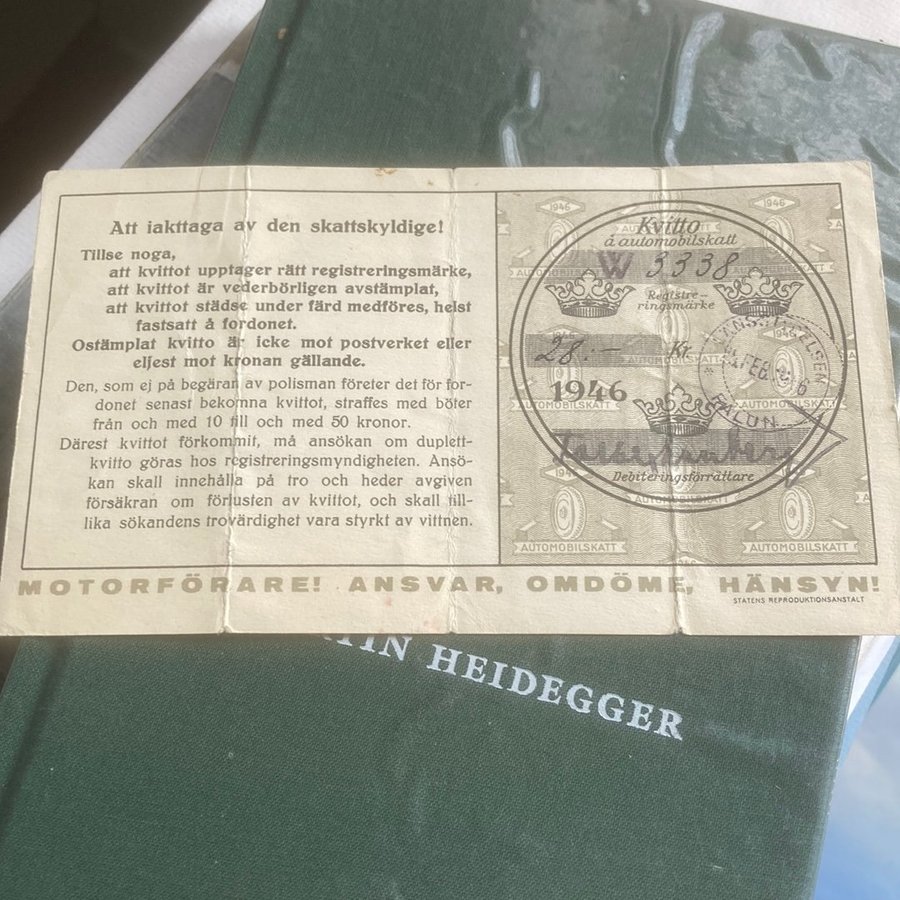 Att iakttaga av den skattskyldige!
Tillse noga,
att kvittot upptager rätt registreringsmärke,
att kvittot är vederbörligen avstämplat,
att kvittot städse under färd medföres, helst
fastsatt å fordonet.
Ostämplat kvitto är icke mot postverket eller
eljest mot kronan gällande.
Den, som ej på begäran av polisman företer det för for-
donet senast bekomna kvittot, straffes med böter
från och med 10 till och med 50 kronor.
Därest kvittot förkommit, må ansökan om duplett-
kvitto göras hos registreringsmyndigheten. Ansö-
kan skall innehålla på tro och heder avgiven
försäkran om förlusten av kvittot, och skall till-
lika sökandens trovärdighet vara styrkt av vittnen.
1946
1946
Kvitto
å automobilskatt
W 3338
Registre-
ringsmärke
28:- Kr
1946
LÄNSSTYRELSEN
FEB.
FALUN
Debiteringsförrättare
AUTOMOBILSKATT
AUTOMOBILSKATT
MOTORFÖRARE! ANSVAR, OMDÖME, HÄNSYN!
STATENS REPRODUKTIONSANSTALT
HEIDEGGER